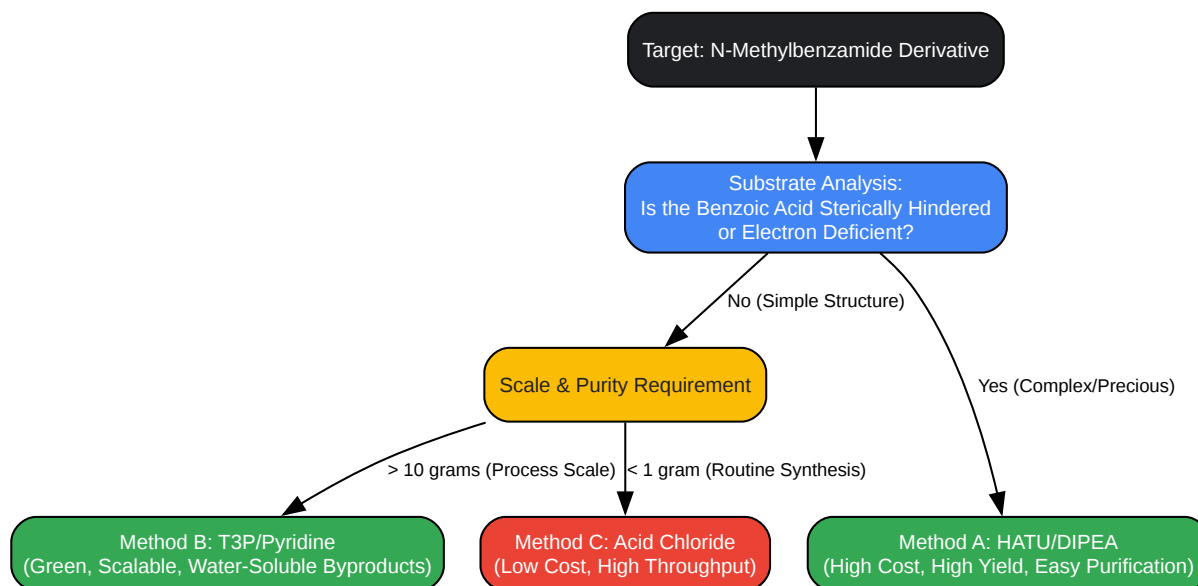 Target: N-Methylbenzamide Derivative
Substrate Analysis:
Is the Benzoic Acid Sterically Hindered
or Electron Deficient?
No (Simple Structure)
Yes (Complex/Precious)
Scale & Purity Requirement
> 10 grams (Process Scale)
< 1 gram (Routine Synthesis)
Method B: T3P/Pyridine
(Green, Scalable, Water-Soluble Byproducts)
Method C: Acid Chloride
(Low Cost, High Throughput)
Method A: HATU/DIPEA
(High Cost, High Yield, Easy Purification)